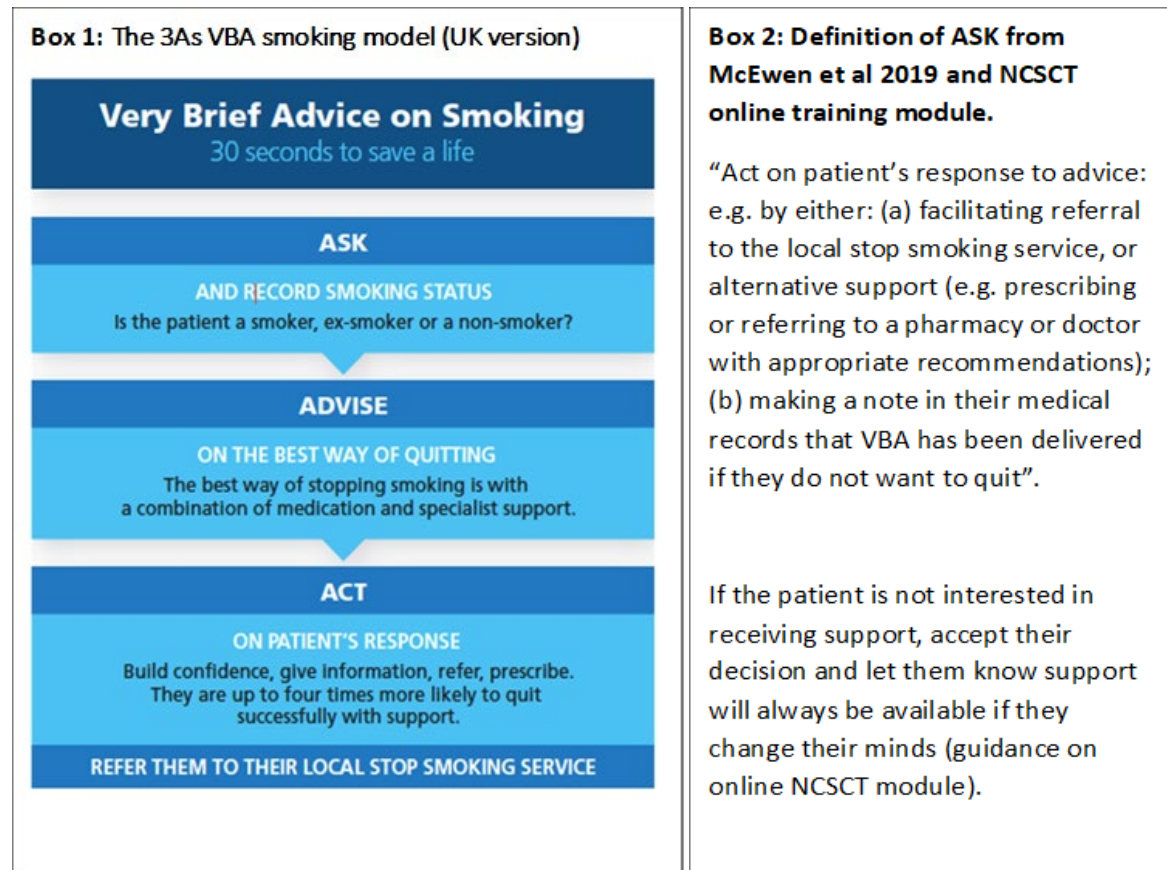 Box 1: The 3As VBA smoking model (UK version)
Very Brief Advice on Smoking
30 seconds to save a life
ASK
AND RECORD SMOKING STATUS
Is the patient a smoker, ex-smoker or a non-smoker?
ADVISE
ON THE BEST WAY OF QUITTING
The best way of stopping smoking is with
a combination of medication and specialist support.
ACT
ON PATIENT'S RESPONSE
Build confidence, give information, refer, prescribe.
They are up to four times more likely to quit
successfully with support.
REFER THEM TO THEIR LOCAL STOP SMOKING SERVICE
Box 2: Definition of ASK from
McEwen et al 2019 and NCSCT
online training module.
“Act on patient’s response to advice:
e.g. by either: (a) facilitating referral
to the local stop smoking service, or
alternative support (e.g. prescribing
or referring to a pharmacy or doctor
with appropriate recommendations);
(b) making a note in their medical
records that VBA has been delivered
if they do not want to quit”.
If the patient is not interested in
receiving support, accept their
decision and let them know support
will always be available if they
change their minds (guidance on
online NCSCT module).